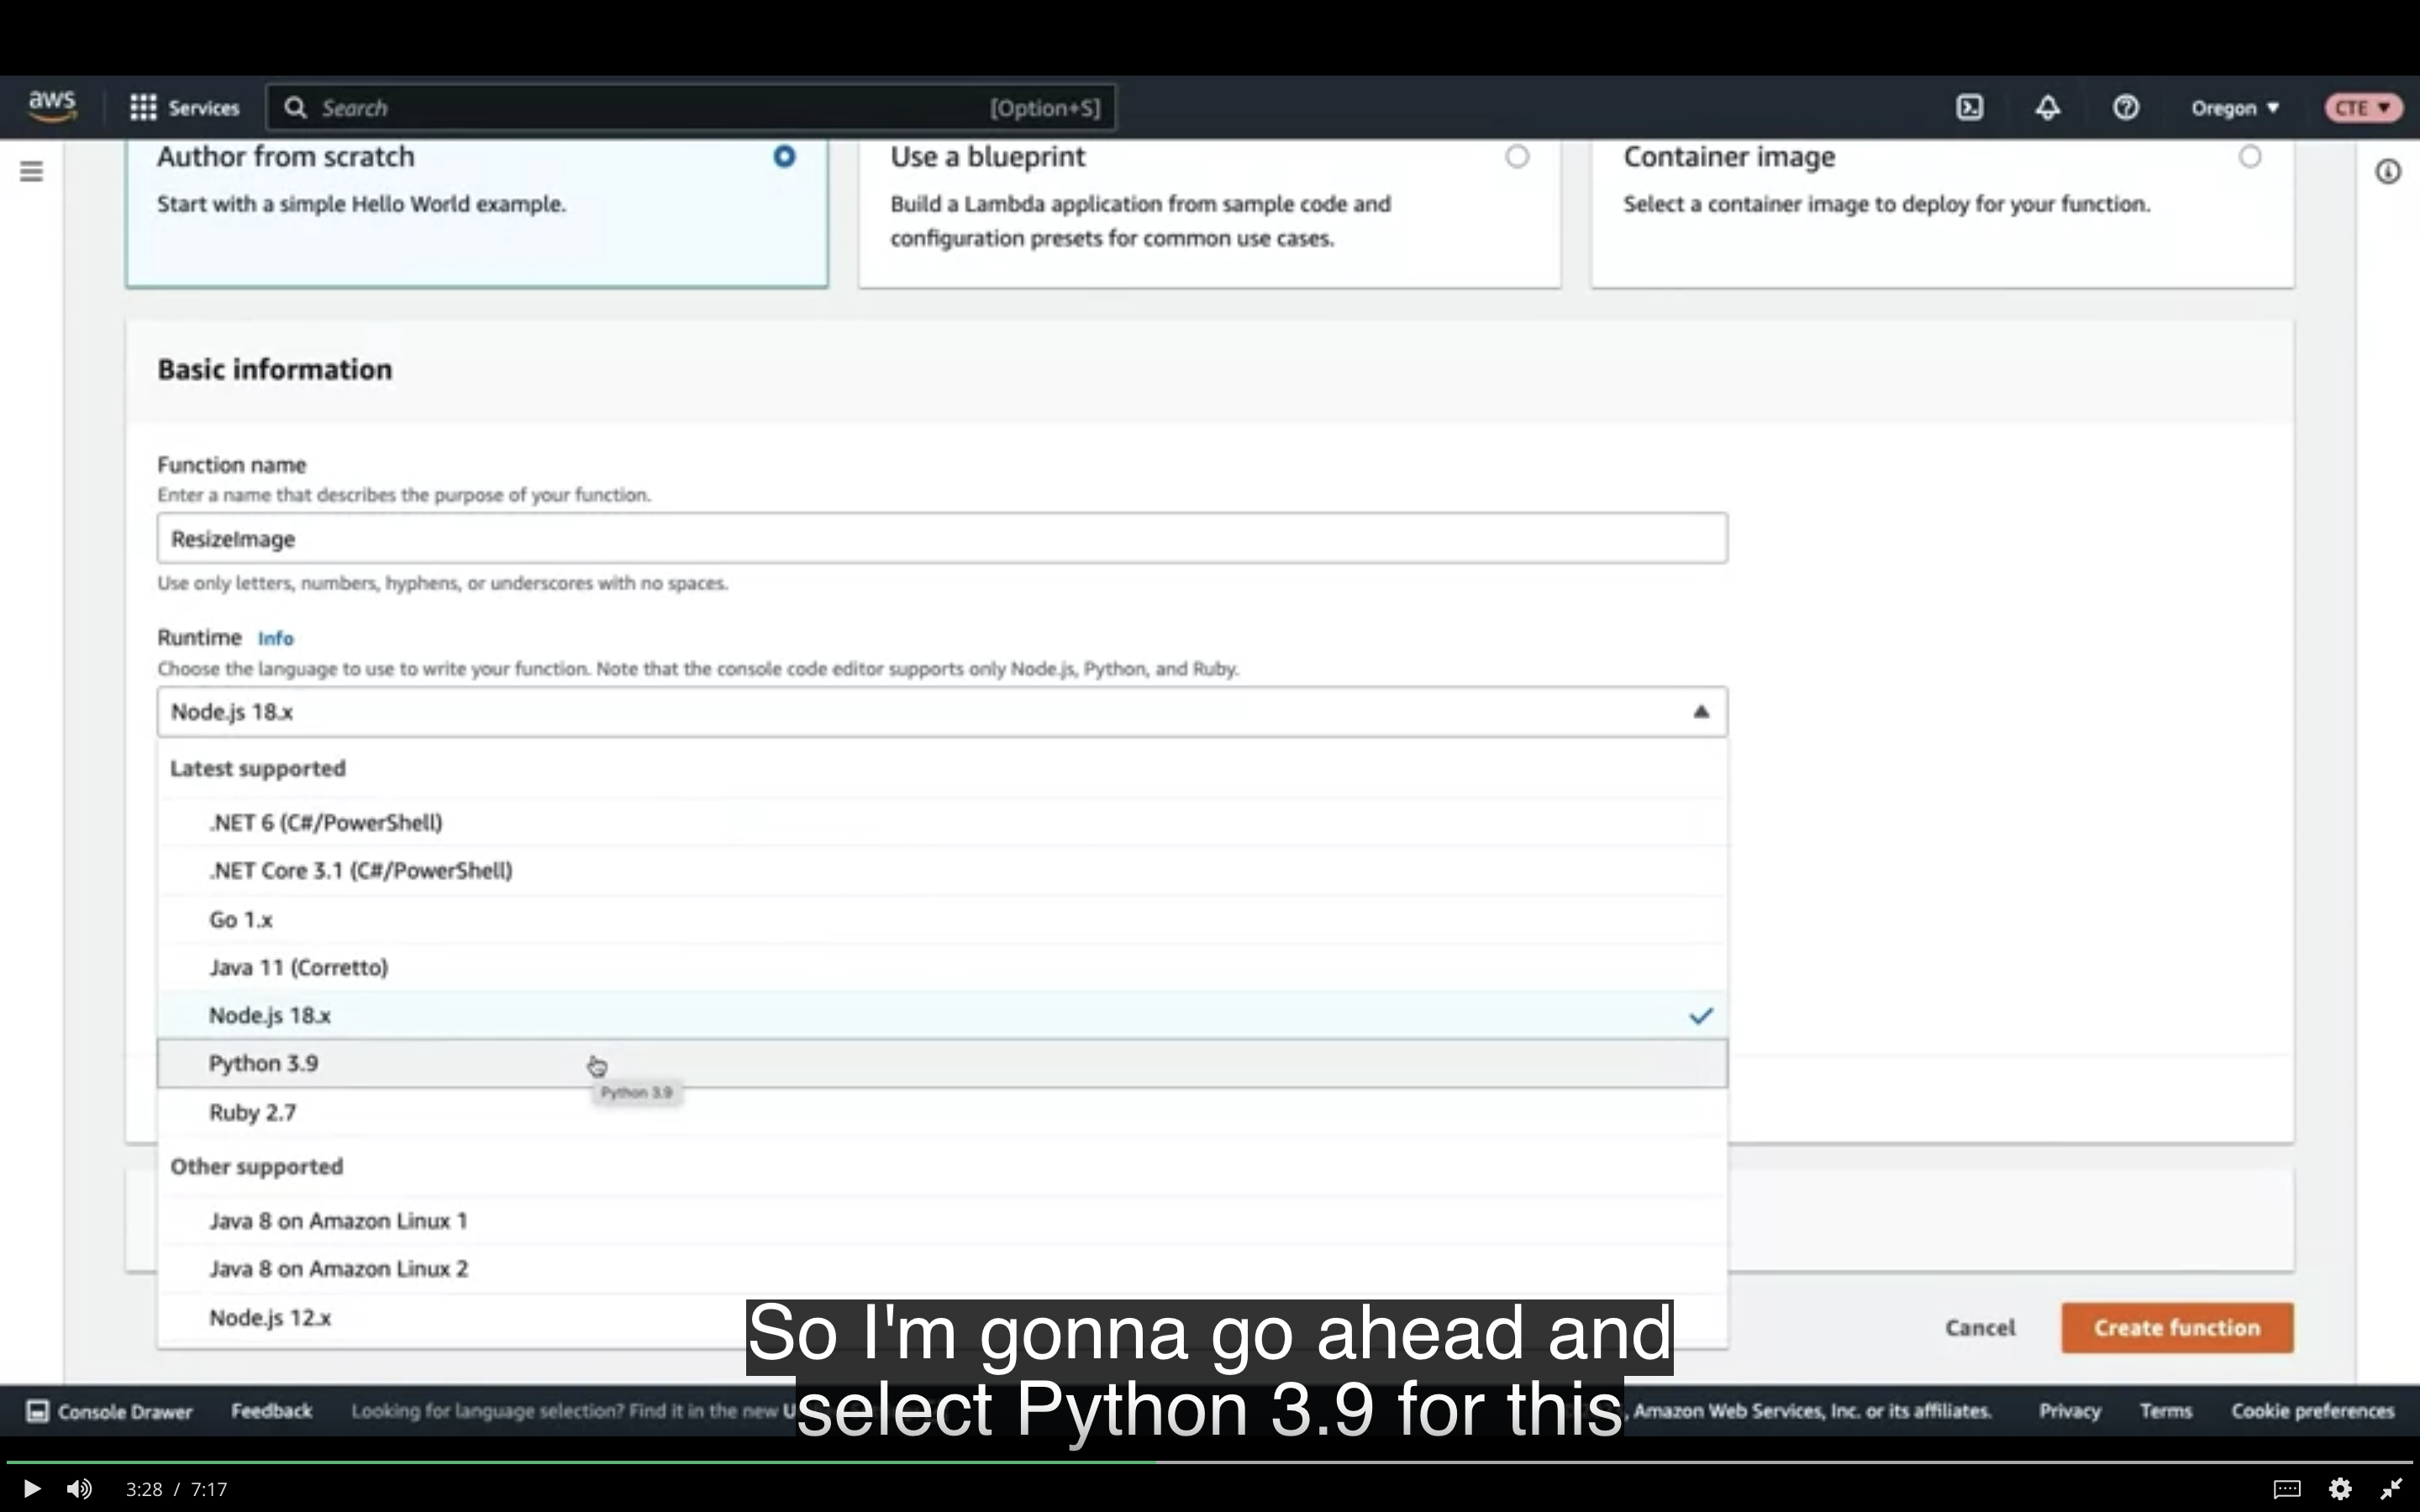 aws
Services
Search
[Option+S]
Oregon
CTE
Author from scratch
Start with a simple Hello World example.
Use a blueprint
Build a Lambda application from sample code and
configuration presets for common use cases.
Container image
Select a container image to deploy for your function.
Basic information
Function name
Enter a name that describes the purpose of your function.
ResizeImage
Use only letters, numbers, hyphens, or underscores with no spaces.
Runtime Info
Choose the language to use to write your function. Note that the console code editor supports only Node.js, Python, and Ruby.
Node.js 18.x
Latest supported
.NET 6 (C#/PowerShell)
.NET Core 3.1 (C#/PowerShell)
Go 1.x
Java 11 (Corretto)
Node.js 18.x
Python 3.9
Python 3.9
Ruby 2.7
Other supported
Java 8 on Amazon Linux 1
Java 8 on Amazon Linux 2
Node.js 12.x
Cancel
Create function
So I'm gonna go ahead and
select Python 3.9 for this
Console Drawer
Feedback
Looking for language selection? Find it in the new
, Amazon Web Services, Inc. or its affiliates.
Privacy
Terms
Cookie preferences
3:28 / 7:17